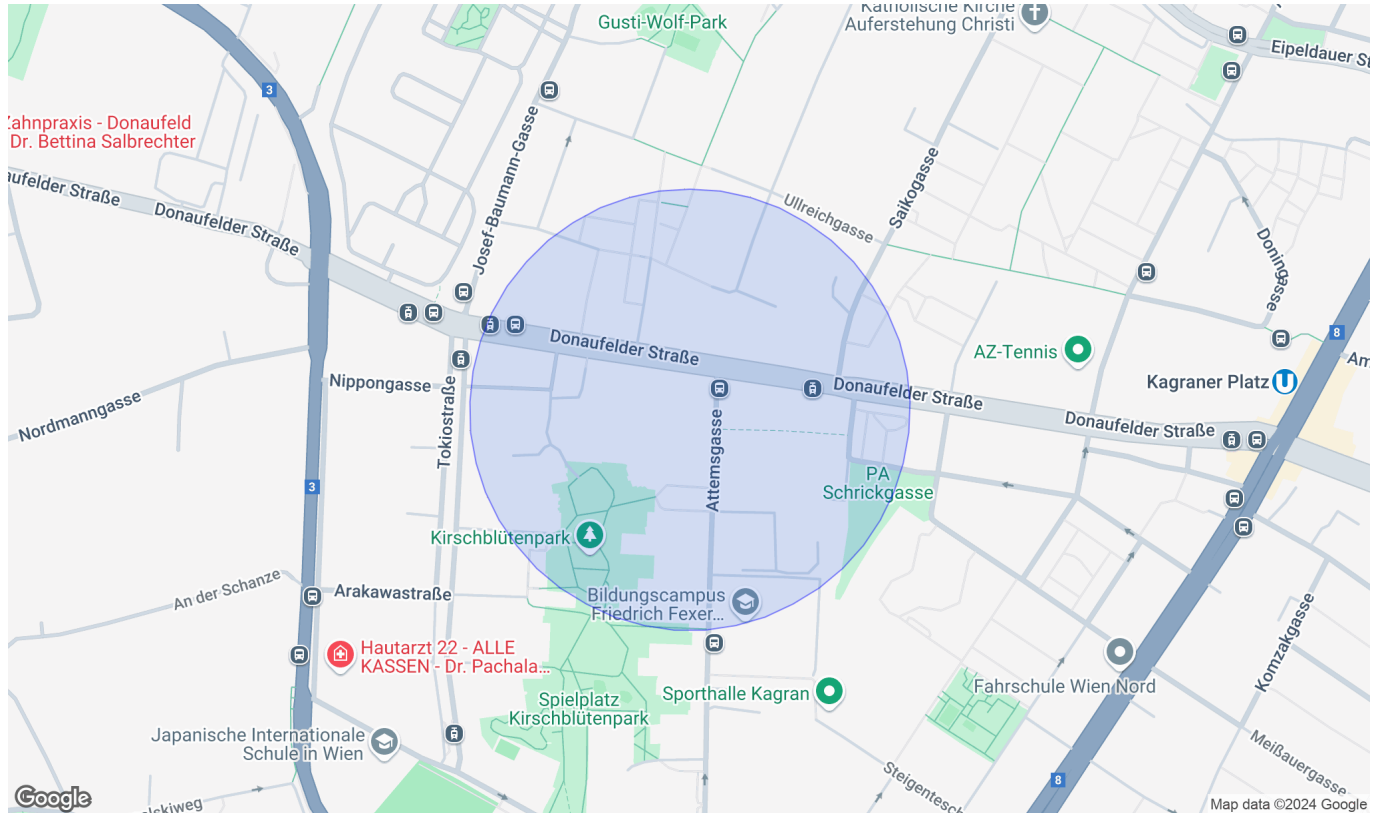 Gusti-Wolf-Park
Katholische Kirche
Auferstehung Christi
Eipeldauer St
3
Zahnpraxis - Donaufeld
Dr. Bettina Salbrechter
Josef-Baumann-Gasse
Saikogasse
Ullreichgasse
aufelder Straße
Donaufelder Straße
Doningasse
8
Am
Donaufelder Straße
AZ-Tennis
Nippongasse
Kagraner Platz
U
Donaufelder Straße
Nordmanngasse
Tokiostraße
Attemsgasse
Donaufelder Straße
PA
Schrickgasse
3
Kirschblütenpark
An der Schanze
Arakawastraße
Bildungscampus
Friedrich Fexer...
Komzakgasse
Hautarzt 22 - ALLE
KASSEN - Dr. Pachala...
Sporthalle Kagran
Fahrschule Wien Nord
Spielplatz
Kirschblütenpark
Japanische Internationale
Schule in Wien
Meißauergasse
Steigentesch
8
Google
alskiweg
Map data ©2024 Google